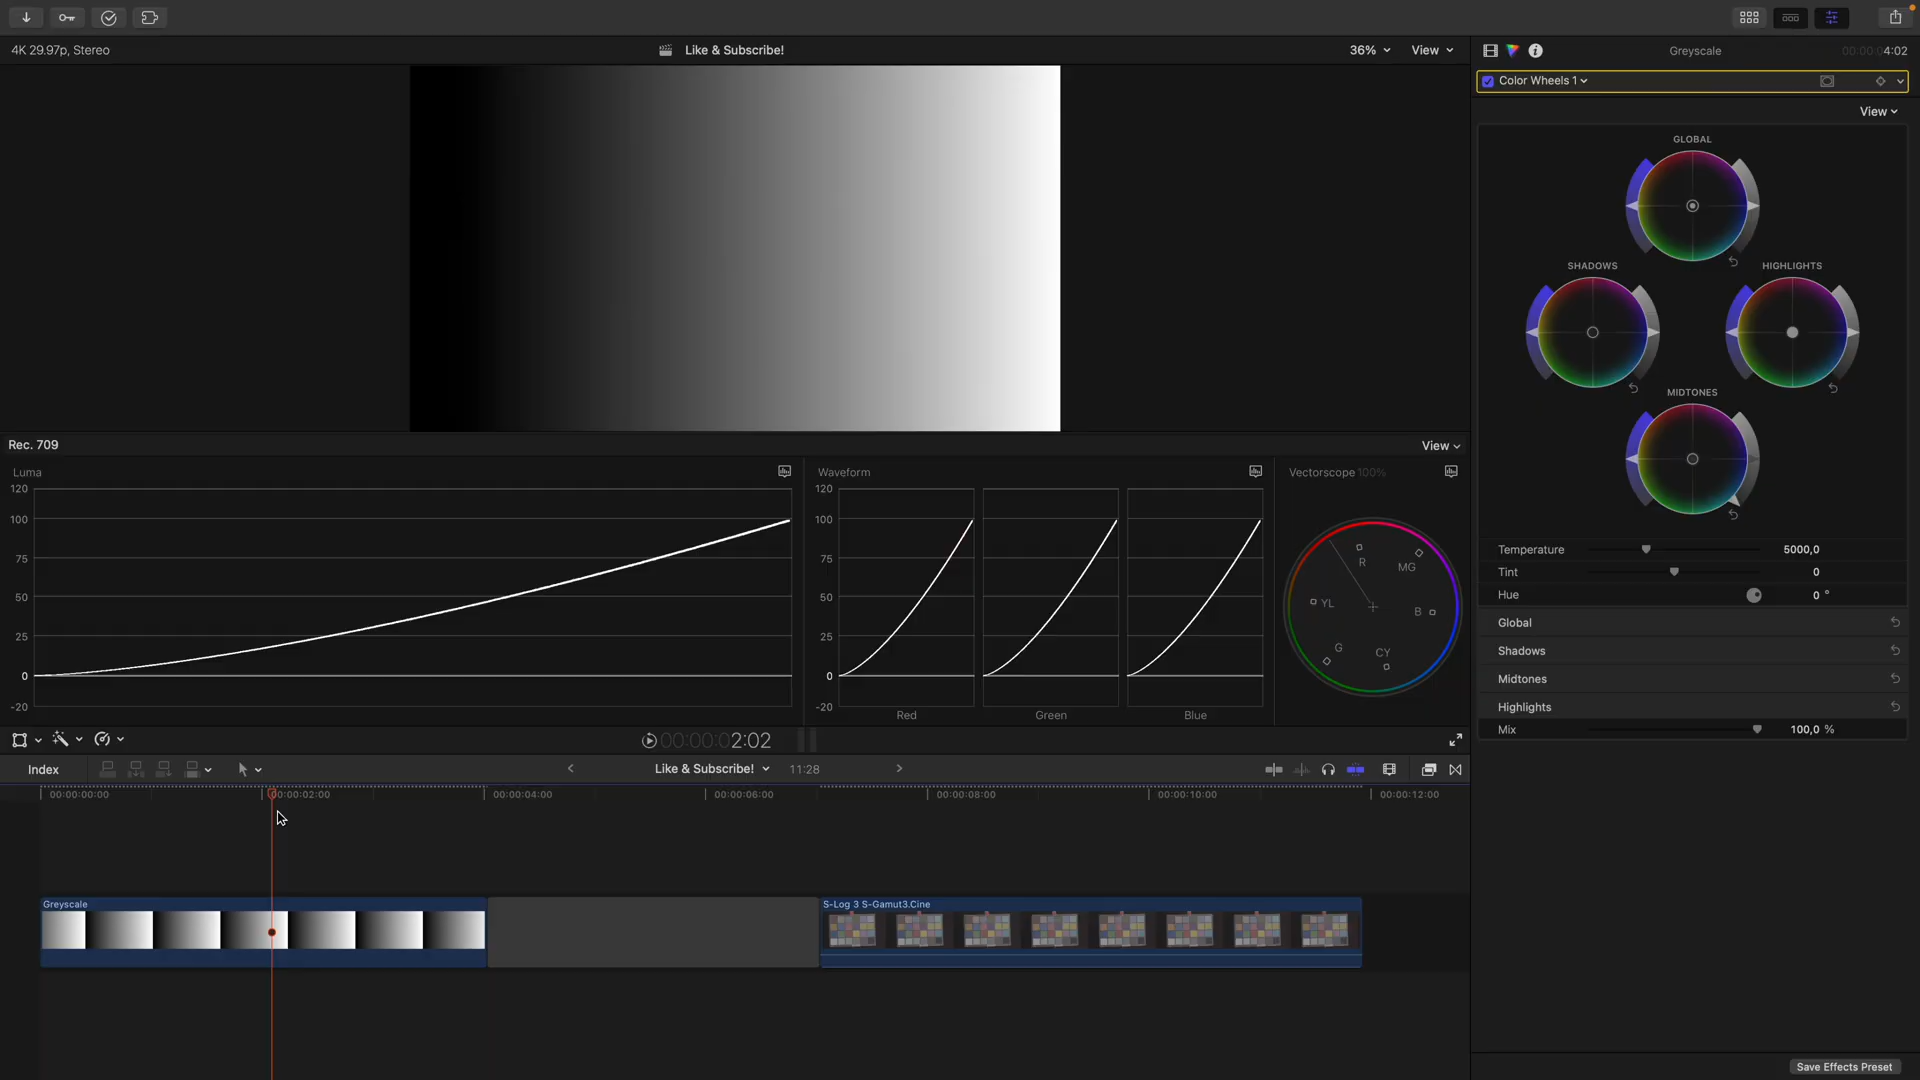 4K 29.97p, Stereo
Like & Subscribe!
36%
View
Greyscale
00:00:04:02
Color Wheels 1
View
GLOBAL
SHADOWS
HIGHLIGHTS
MIDTONES
Temperature 5000,0
Tint 0
Hue 0 °
Global
Shadows
Midtones
Highlights
Mix 100,0 %
Rec. 709
View
Luma
120
100
75
50
25
0
-20
Waveform
120
100
75
50
25
0
-20
Red
Green
Blue
Vectorscope 100%
R
MG
YL
B
G
CY
00:00:02:02
Index
Like & Subscribe!
11:28
00:00:00:00
00:00:02:00
00:00:04:00
00:00:06:00
00:00:08:00
00:00:10:00
00:00:12:00
Greyscale
S-Log 3 S-Gamut3.Cine
Save Effects Preset